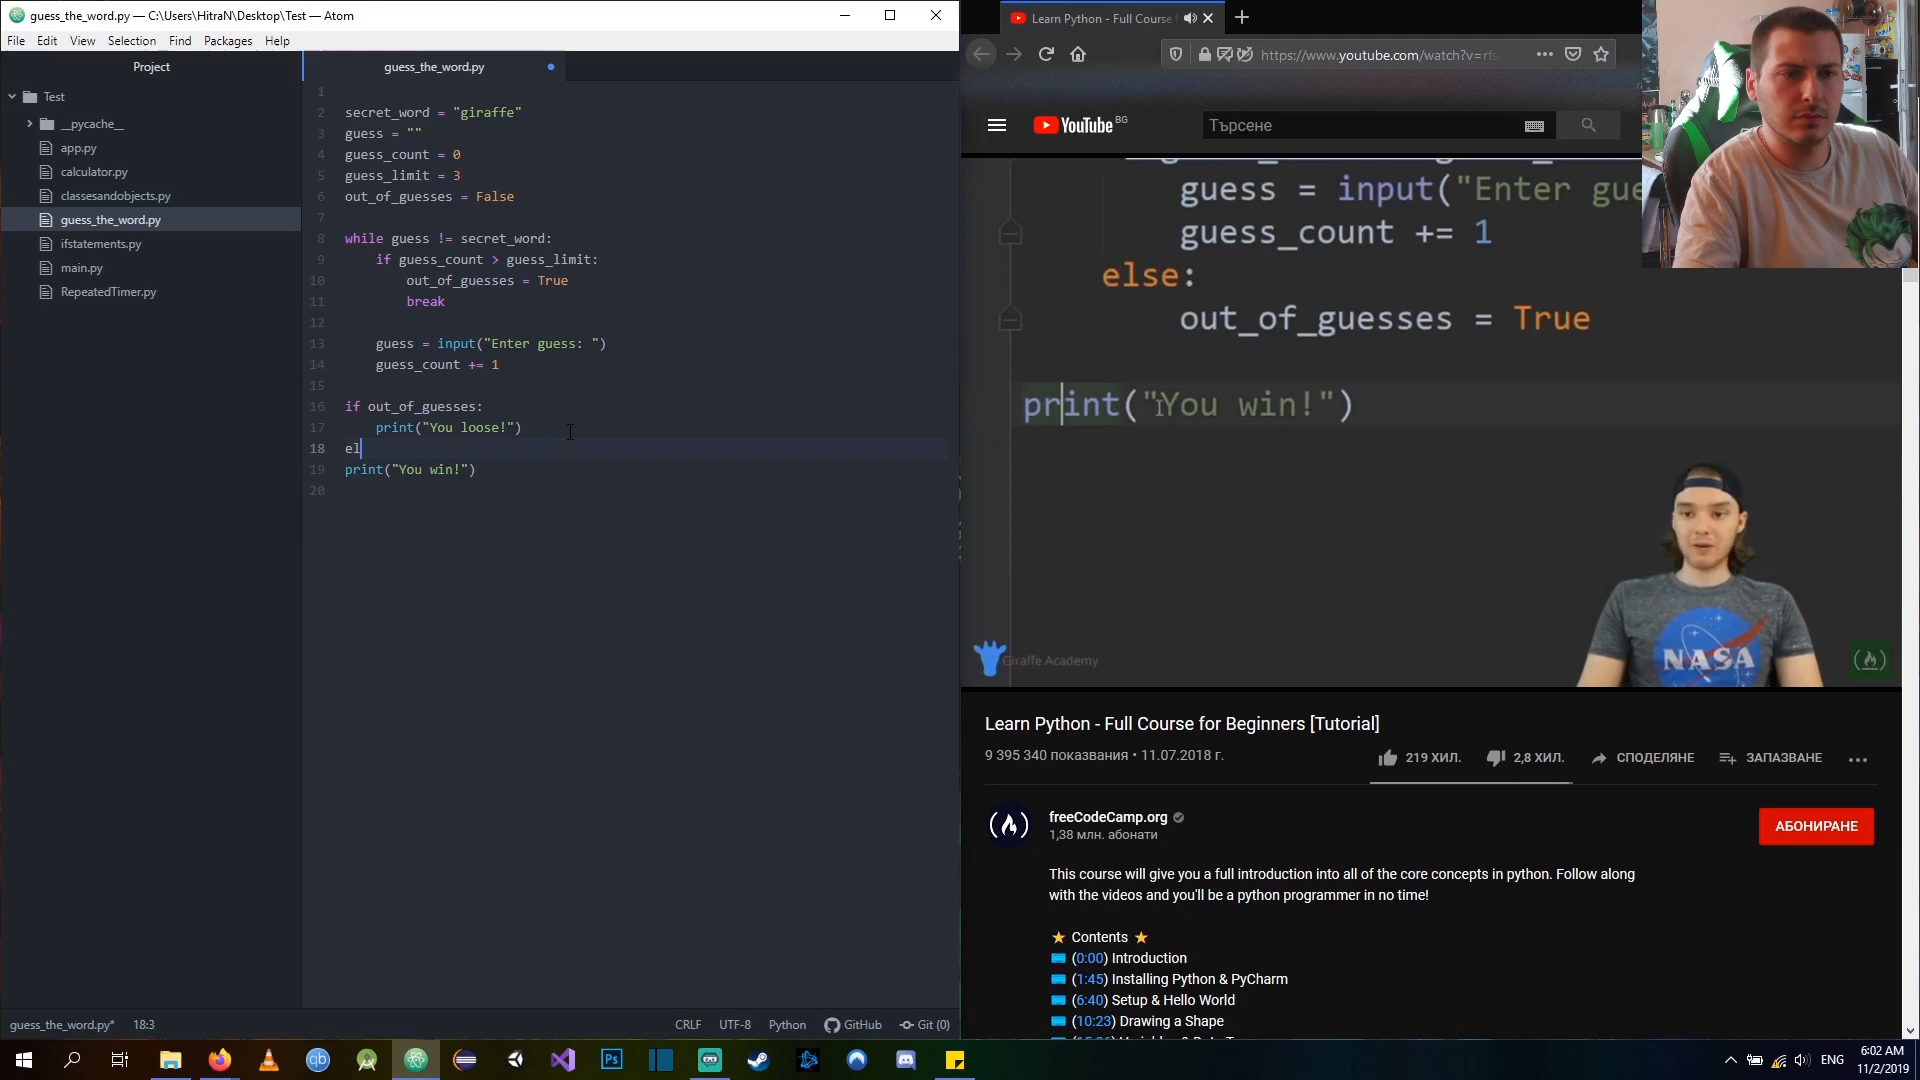 guess_the_word.py — C:\Users\HitraN\Desktop\Test — Atom
File Edit View Selection Find Packages Help
Project
Test
__pycache__
app.py
calculator.py
classesandobjects.py
guess_the_word.py
ifstatements.py
main.py
RepeatedTimer.py
guess_the_word.py
1
2 secret_word = "giraffe"
3 guess = ""
4 guess_count = 0
5 guess_limit = 3
6 out_of_guesses = False
7
8 while guess != secret_word:
9 if guess_count > guess_limit:
10 out_of_guesses = True
11 break
12
13 guess = input("Enter guess: ")
14 guess_count += 1
15
16 if out_of_guesses:
17 print("You loose!")
18 el
19 print("You win!")
20
guess_the_word.py* 18:3
CRLF UTF-8 Python GitHub Git (0)
Learn Python - Full Course
https://www.youtube.com/watch?v=rfs
YouTube BG
Търсене
guess = input("Enter gue
guess_count += 1
else:
out_of_guesses = True
print("You win!")
Giraffe Academy
NASA
Learn Python - Full Course for Beginners [Tutorial]
9 395 340 показвания • 11.07.2018 г.
219 ХИЛ. 2,8 ХИЛ. СПОДЕЛЯНЕ ЗАПАЗВАНЕ
freeCodeCamp.org
1,38 млн. абонати
АБОНИРАНЕ
This course will give you a full introduction into all of the core concepts in python. Follow along
with the videos and you'll be a python programmer in no time!
Contents
(0:00) Introduction
(1:45) Installing Python & PyCharm
(6:40) Setup & Hello World
(10:23) Drawing a Shape
qb
Ps
ENG
6:02 AM
11/2/2019